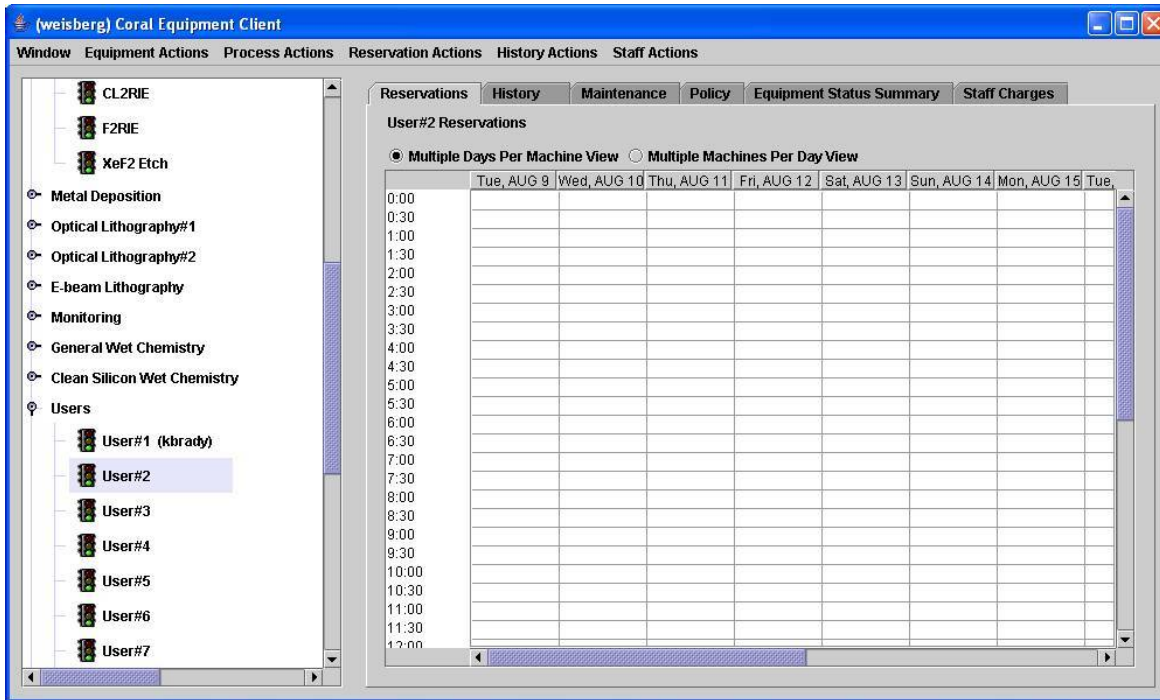 (weisberg) Coral Equipment Client
Window Equipment Actions Process Actions Reservation Actions History Actions Staff Actions
CL2RIE
F2RIE
XeF2 Etch
Metal Deposition
Optical Lithography#1
Optical Lithography#2
E-beam Lithography
Monitoring
General Wet Chemistry
Clean Silicon Wet Chemistry
Users
User#1 (kbrady)
User#2
User#3
User#4
User#5
User#6
User#7
Reservations History Maintenance Policy Equipment Status Summary Staff Charges
User#2 Reservations
Multiple Days Per Machine View Multiple Machines Per Day View
Tue, AUG 9 Wed, AUG 10 Thu, AUG 11 Fri, AUG 12 Sat, AUG 13 Sun, AUG 14 Mon, AUG 15 Tue,
0:00
0:30
1:00
1:30
2:00
2:30
3:00
3:30
4:00
4:30
5:00
5:30
6:00
6:30
7:00
7:30
8:00
8:30
9:00
9:30
10:00
10:30
11:00
11:30
12:00